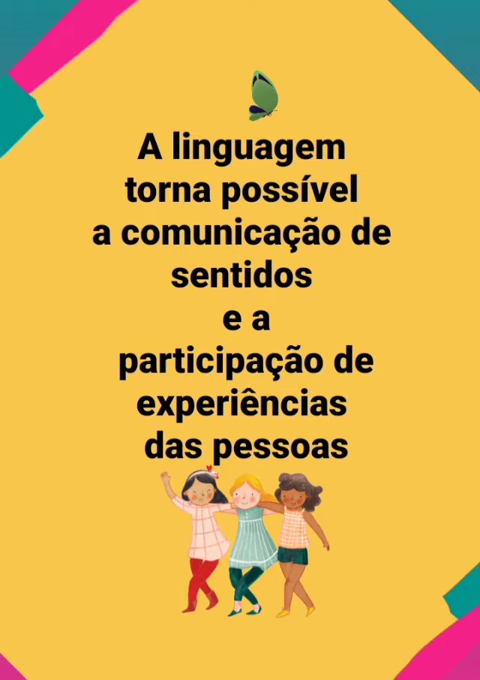 A linguagem
torna possível
a comunicação de
sentidos
e a
participação de
experiências
das pessoas